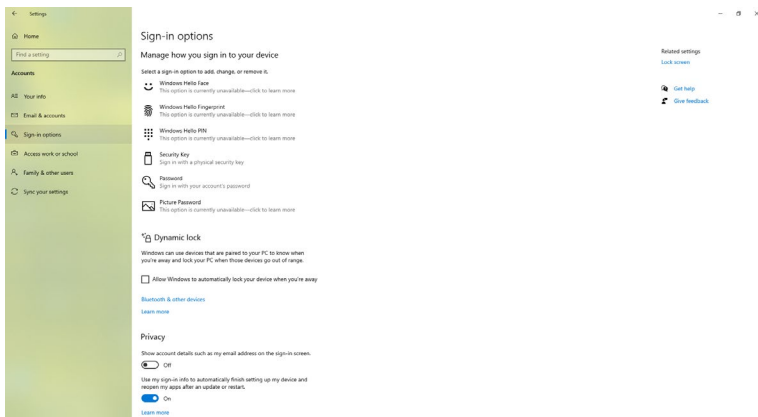 Settings
Home
Find a setting
Accounts
Your info
Email & accounts
Sign-in options
Access work or school
Family & other users
Sync your settings
Sign-in options
Manage how you sign in to your device
Select a sign-in option to add, change, or remove it.
Windows Hello Face
This option is currently unavailable—click to learn more
Windows Hello Fingerprint
This option is currently unavailable—click to learn more
Windows Hello PIN
This option is currently unavailable—click to learn more
Security Key
Sign in with a physical security key
Password
Sign in with your account's password
Picture Password
This option is currently unavailable—click to learn more
Dynamic lock
Windows can use devices that are paired to your PC to know when
you're away and lock your PC when those devices go out of range.
Allow Windows to automatically lock your device when you're away
Bluetooth & other devices
Learn more
Privacy
Show account details such as my email address on the sign-in screen.
Off
Use my sign-in info to automatically finish setting up my device and
reopen my apps after an update or restart.
On
Learn more
Related settings
Lock screen
Get help
Give feedback